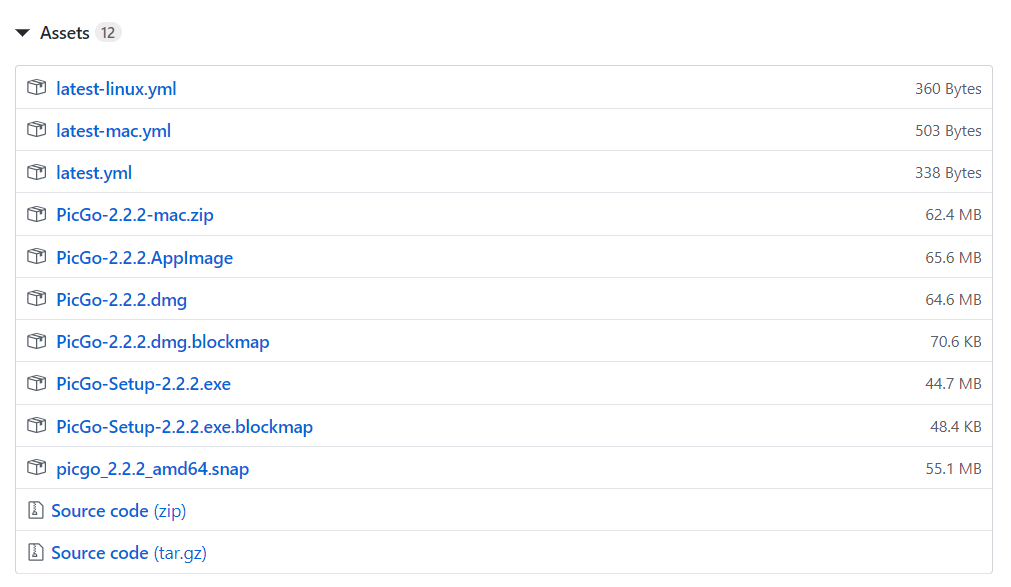 Assets 12
latest-linux.yml 360 Bytes
latest-mac.yml 503 Bytes
latest.yml 338 Bytes
PicGo-2.2.2-mac.zip 62.4 MB
PicGo-2.2.2.AppImage 65.6 MB
PicGo-2.2.2.dmg 64.6 MB
PicGo-2.2.2.dmg.blockmap 70.6 KB
PicGo-Setup-2.2.2.exe 44.7 MB
PicGo-Setup-2.2.2.exe.blockmap 48.4 KB
picgo_2.2.2_amd64.snap 55.1 MB
Source code (zip)
Source code (tar.gz)